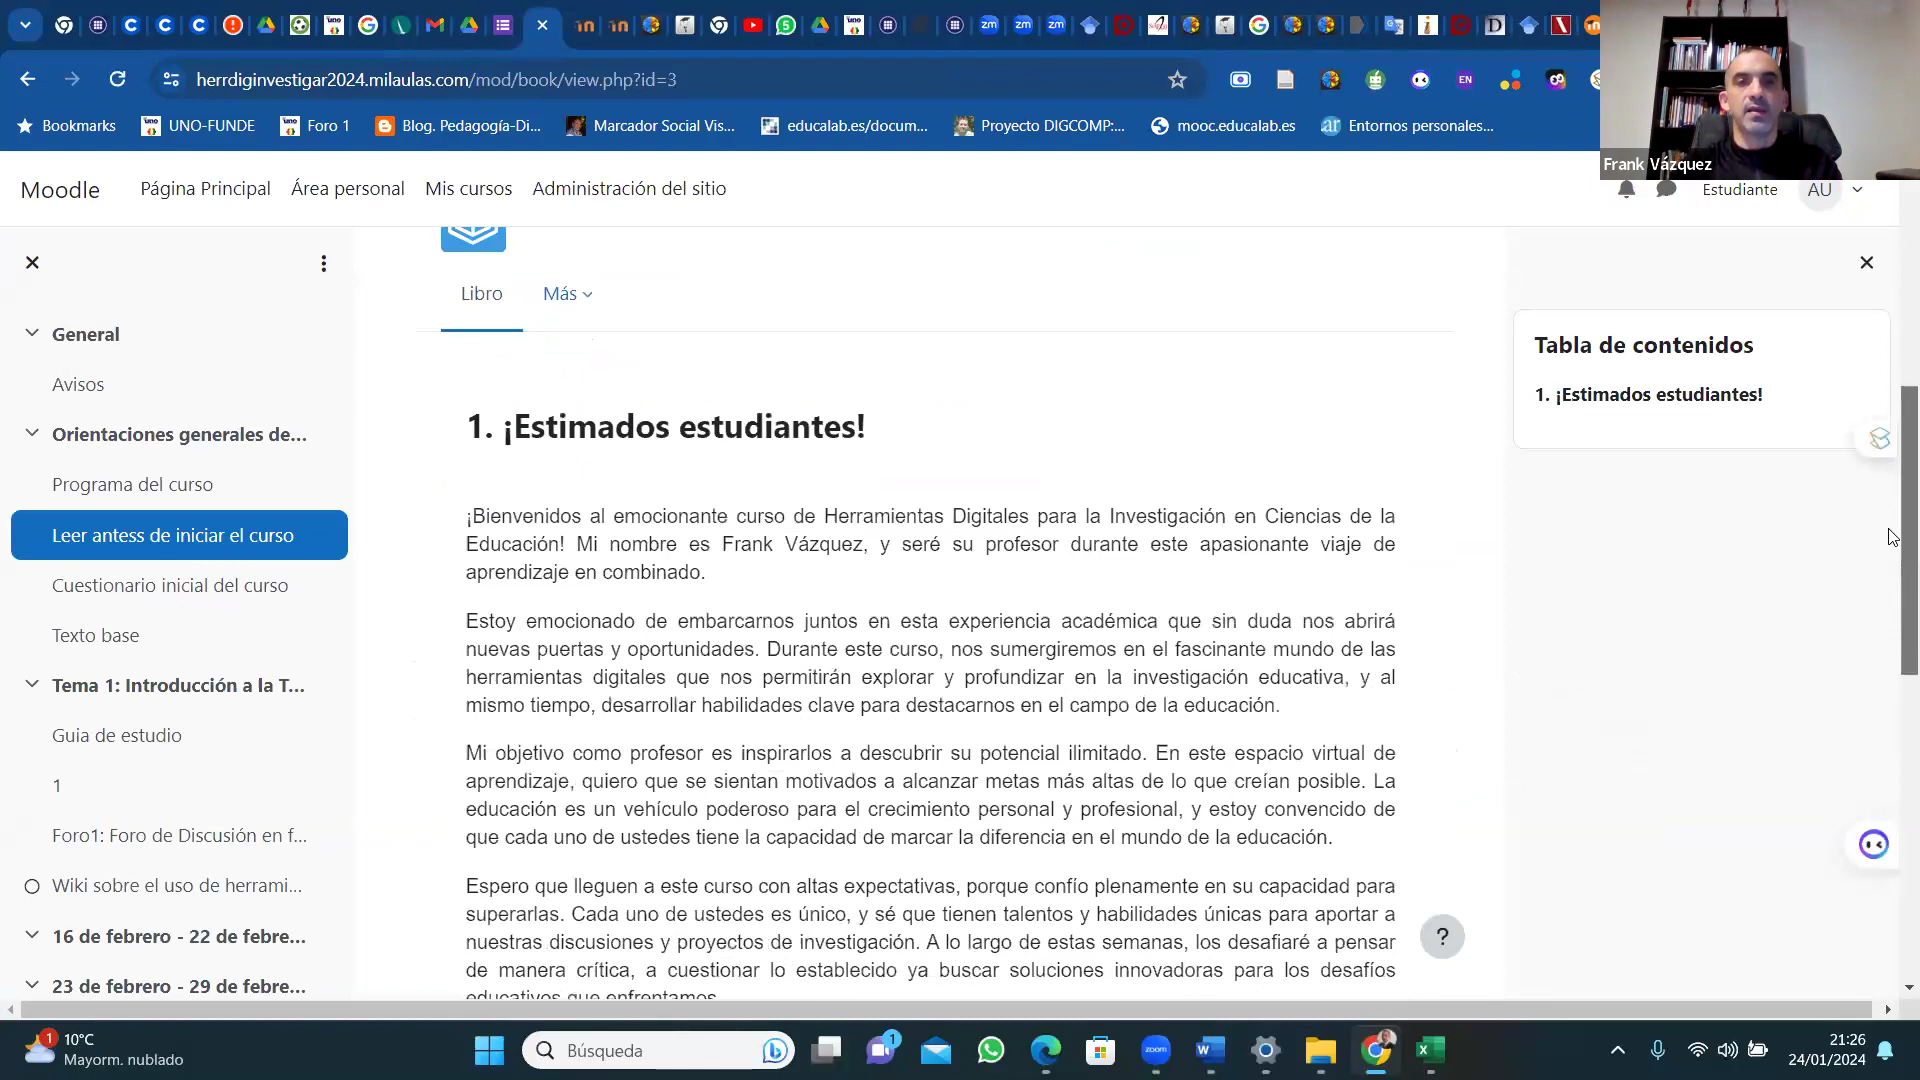 herrdiginvestigar2024.milaulas.com/mod/book/view.php?id=3
Bookmarks
UNO-FUNDE
Foro 1
Blog. Pedagogía-Di...
Marcador Social Vis...
educalab.es/docum...
Proyecto DIGCOMP:...
mooc.educalab.es
Entornos personales...
Frank Vázquez
Moodle
Página Principal
Área personal
Mis cursos
Administración del sitio
Estudiante
AU
General
Avisos
Orientaciones generales de...
Programa del curso
Leer antess de iniciar el curso
Cuestionario inicial del curso
Texto base
Tema 1: Introducción a la T...
Guia de estudio
1
Foro1: Foro de Discusión en f...
Wiki sobre el uso de herrami...
16 de febrero - 22 de febre...
23 de febrero - 29 de febre...
Libro
Más
1. ¡Estimados estudiantes!
¡Bienvenidos al emocionante curso de Herramientas Digitales para la Investigación en Ciencias de la
Educación! Mi nombre es Frank Vázquez, y seré su profesor durante este apasionante viaje de
aprendizaje en combinado.
Estoy emocionado de embarcarnos juntos en esta experiencia académica que sin duda nos abrirá
nuevas puertas y oportunidades. Durante este curso, nos sumergiremos en el fascinante mundo de las
herramientas digitales que nos permitirán explorar y profundizar en la investigación educativa, y al
mismo tiempo, desarrollar habilidades clave para destacarnos en el campo de la educación.
Mi objetivo como profesor es inspirarlos a descubrir su potencial ilimitado. En este espacio virtual de
aprendizaje, quiero que se sientan motivados a alcanzar metas más altas de lo que creían posible. La
educación es un vehículo poderoso para el crecimiento personal y profesional, y estoy convencido de
que cada uno de ustedes tiene la capacidad de marcar la diferencia en el mundo de la educación.
Espero que lleguen a este curso con altas expectativas, porque confío plenamente en su capacidad para
superarlas. Cada uno de ustedes es único, y sé que tienen talentos y habilidades únicas para aportar a
nuestras discusiones y proyectos de investigación. A lo largo de estas semanas, los desafiaré a pensar
de manera crítica, a cuestionar lo establecido ya buscar soluciones innovadoras para los desafíos
educativos que enfrentamos.
Tabla de contenidos
1. ¡Estimados estudiantes!
?
1
10°C
Mayorm. nublado
Búsqueda
1
zoom
21:26
24/01/2024